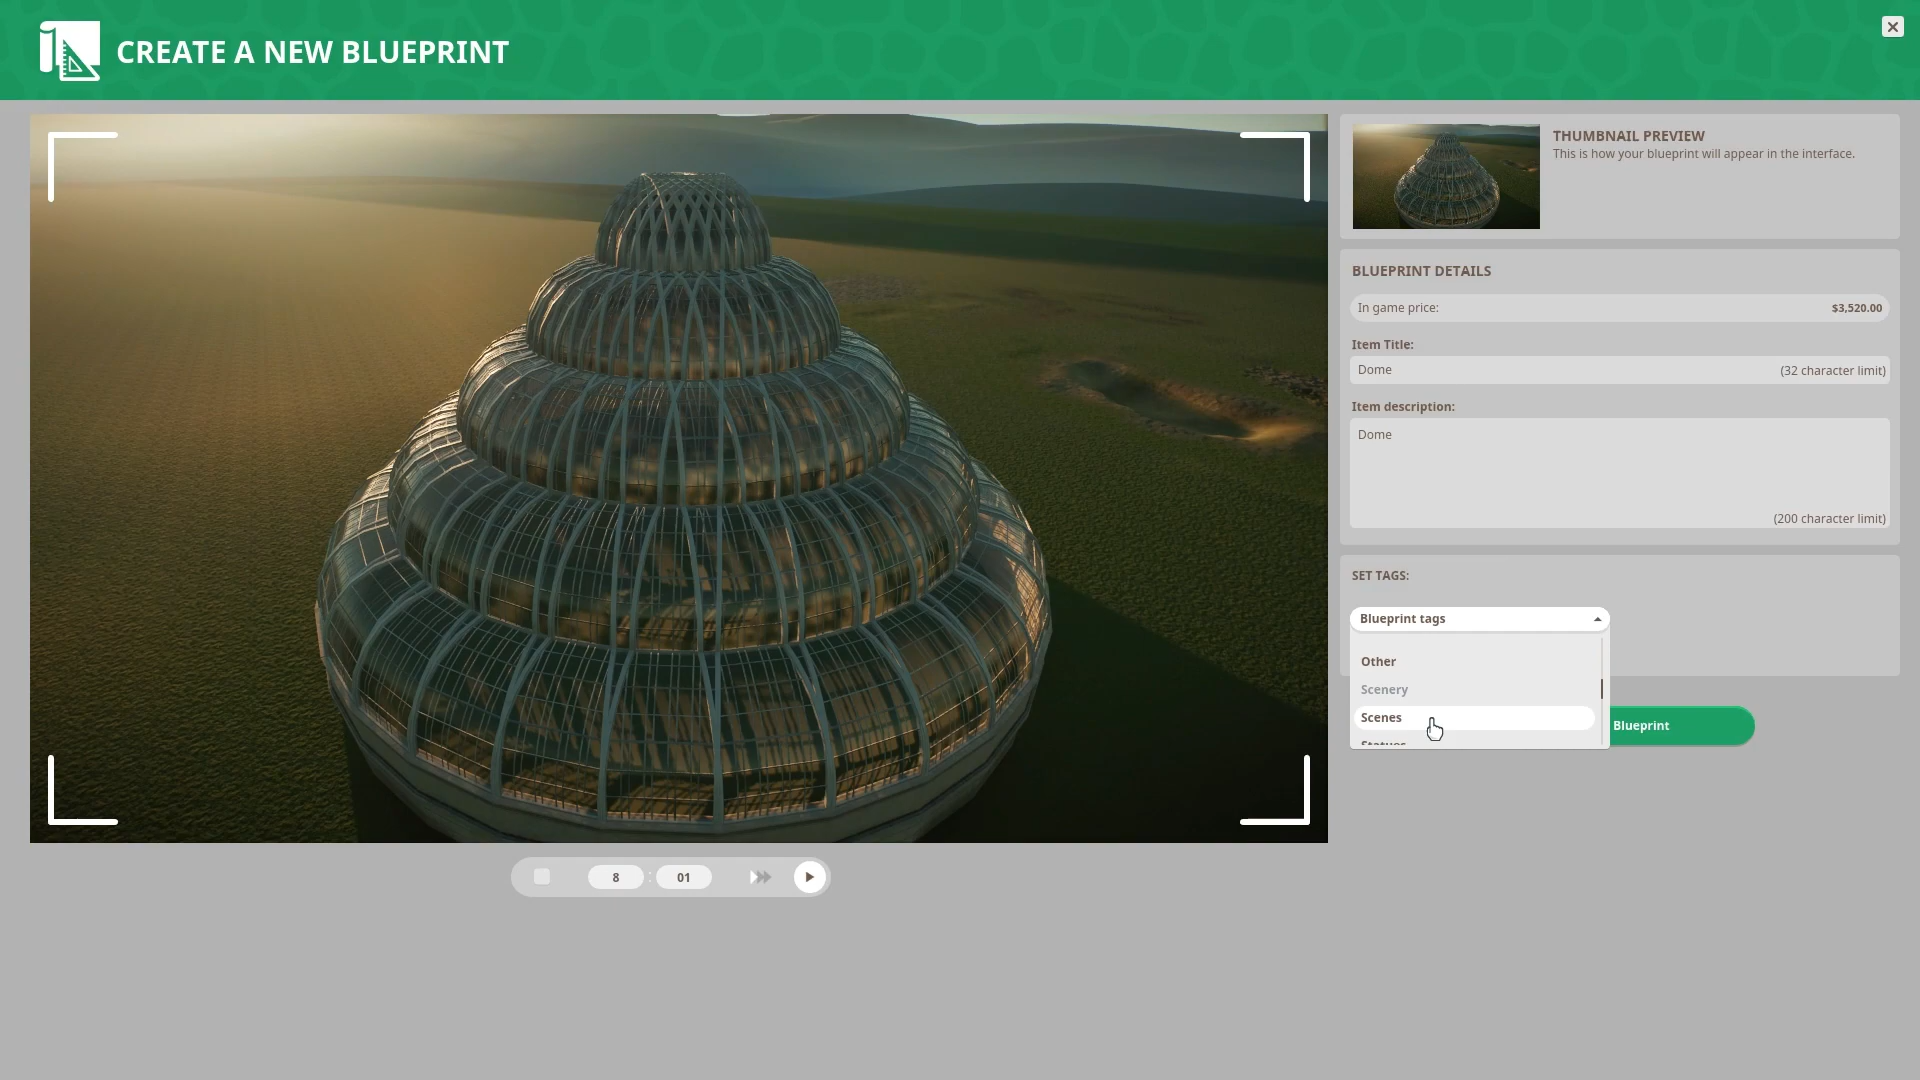 CREATE A NEW BLUEPRINT
THUMBNAIL PREVIEW
This is how your blueprint will appear in the interface.
BLUEPRINT DETAILS
In game price: $3,520.00
Item Title:
Dome (32 character limit)
Item description:
Dome
(200 character limit)
SET TAGS:
Blueprint tags
Other
Scenery
Scenes
Statues
Blueprint
8 : 01